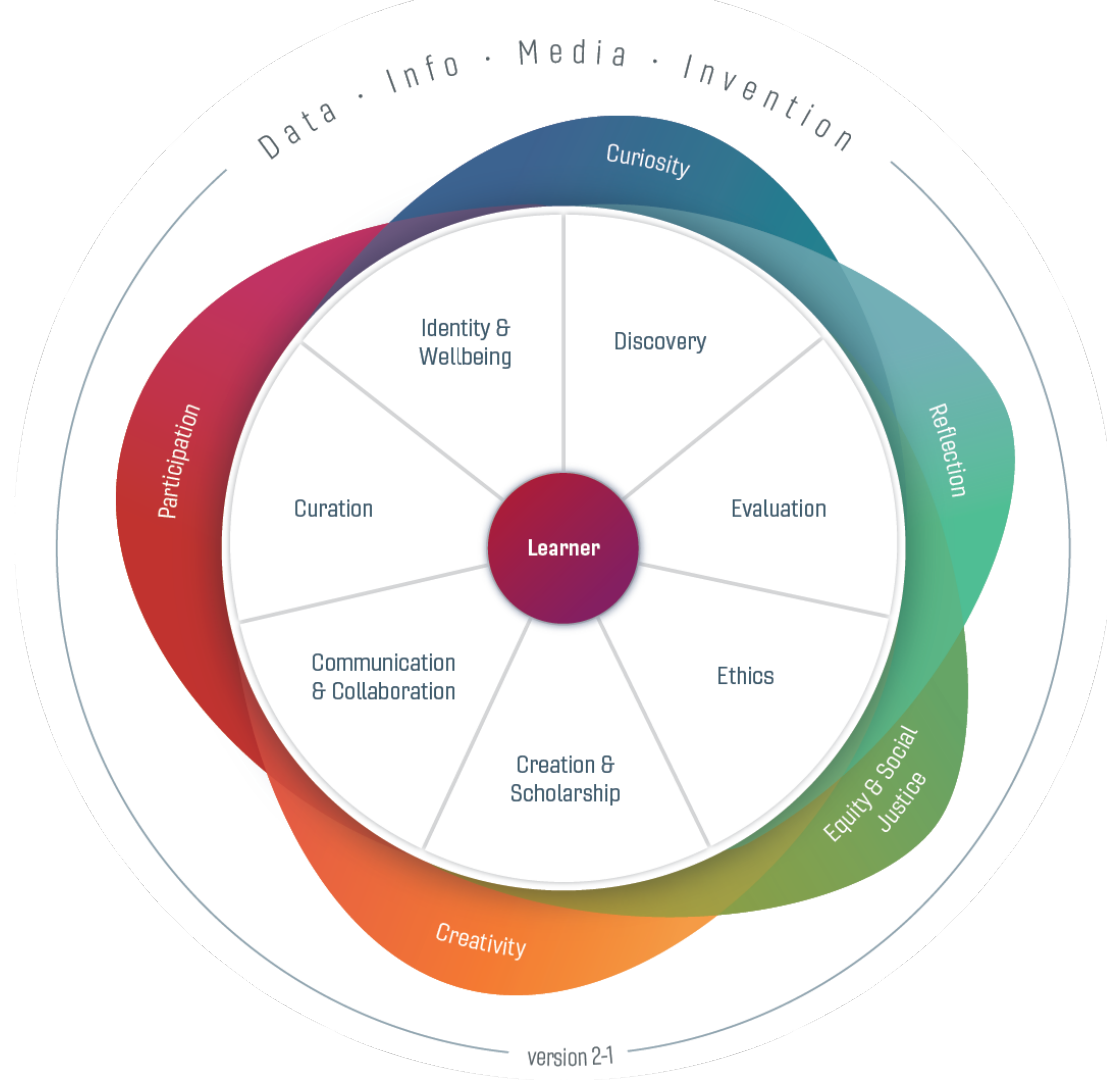 Data · Info · Media · Invention
Curiosity
Identity &
Wellbeing
Discovery
Participation
Reflection
Curation
Evaluation
Learner
Communication
& Collaboration
Ethics
Creation &
Scholarship
Equity & Social
Justice
Creativity
version 2-1